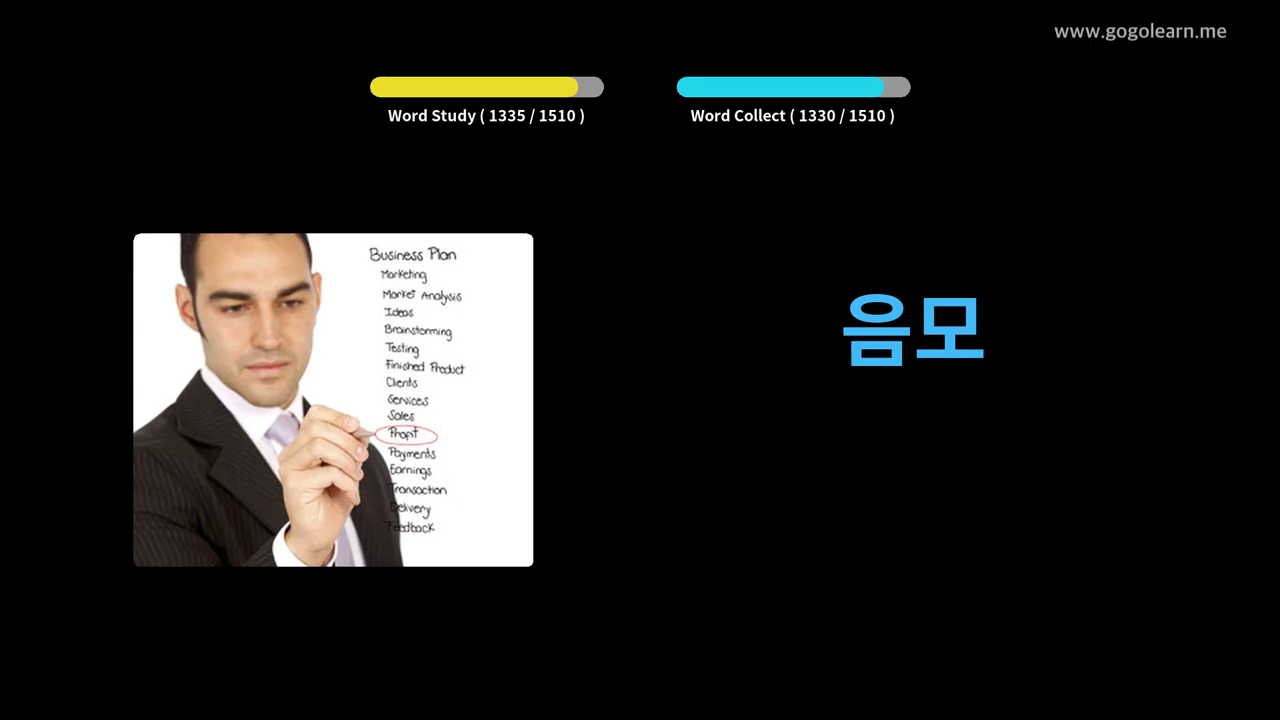 www.gogolearn.me
Word Study ( 1335 / 1510 )
Word Collect ( 1330 / 1510 )
Business Plan
Marketing
Market Analysis
Ideas
Brainstorming
Testing
Finished Product
Clients
Services
Sales
Profit
Payments
Earnings
Transaction
Delivery
Feedback
음모